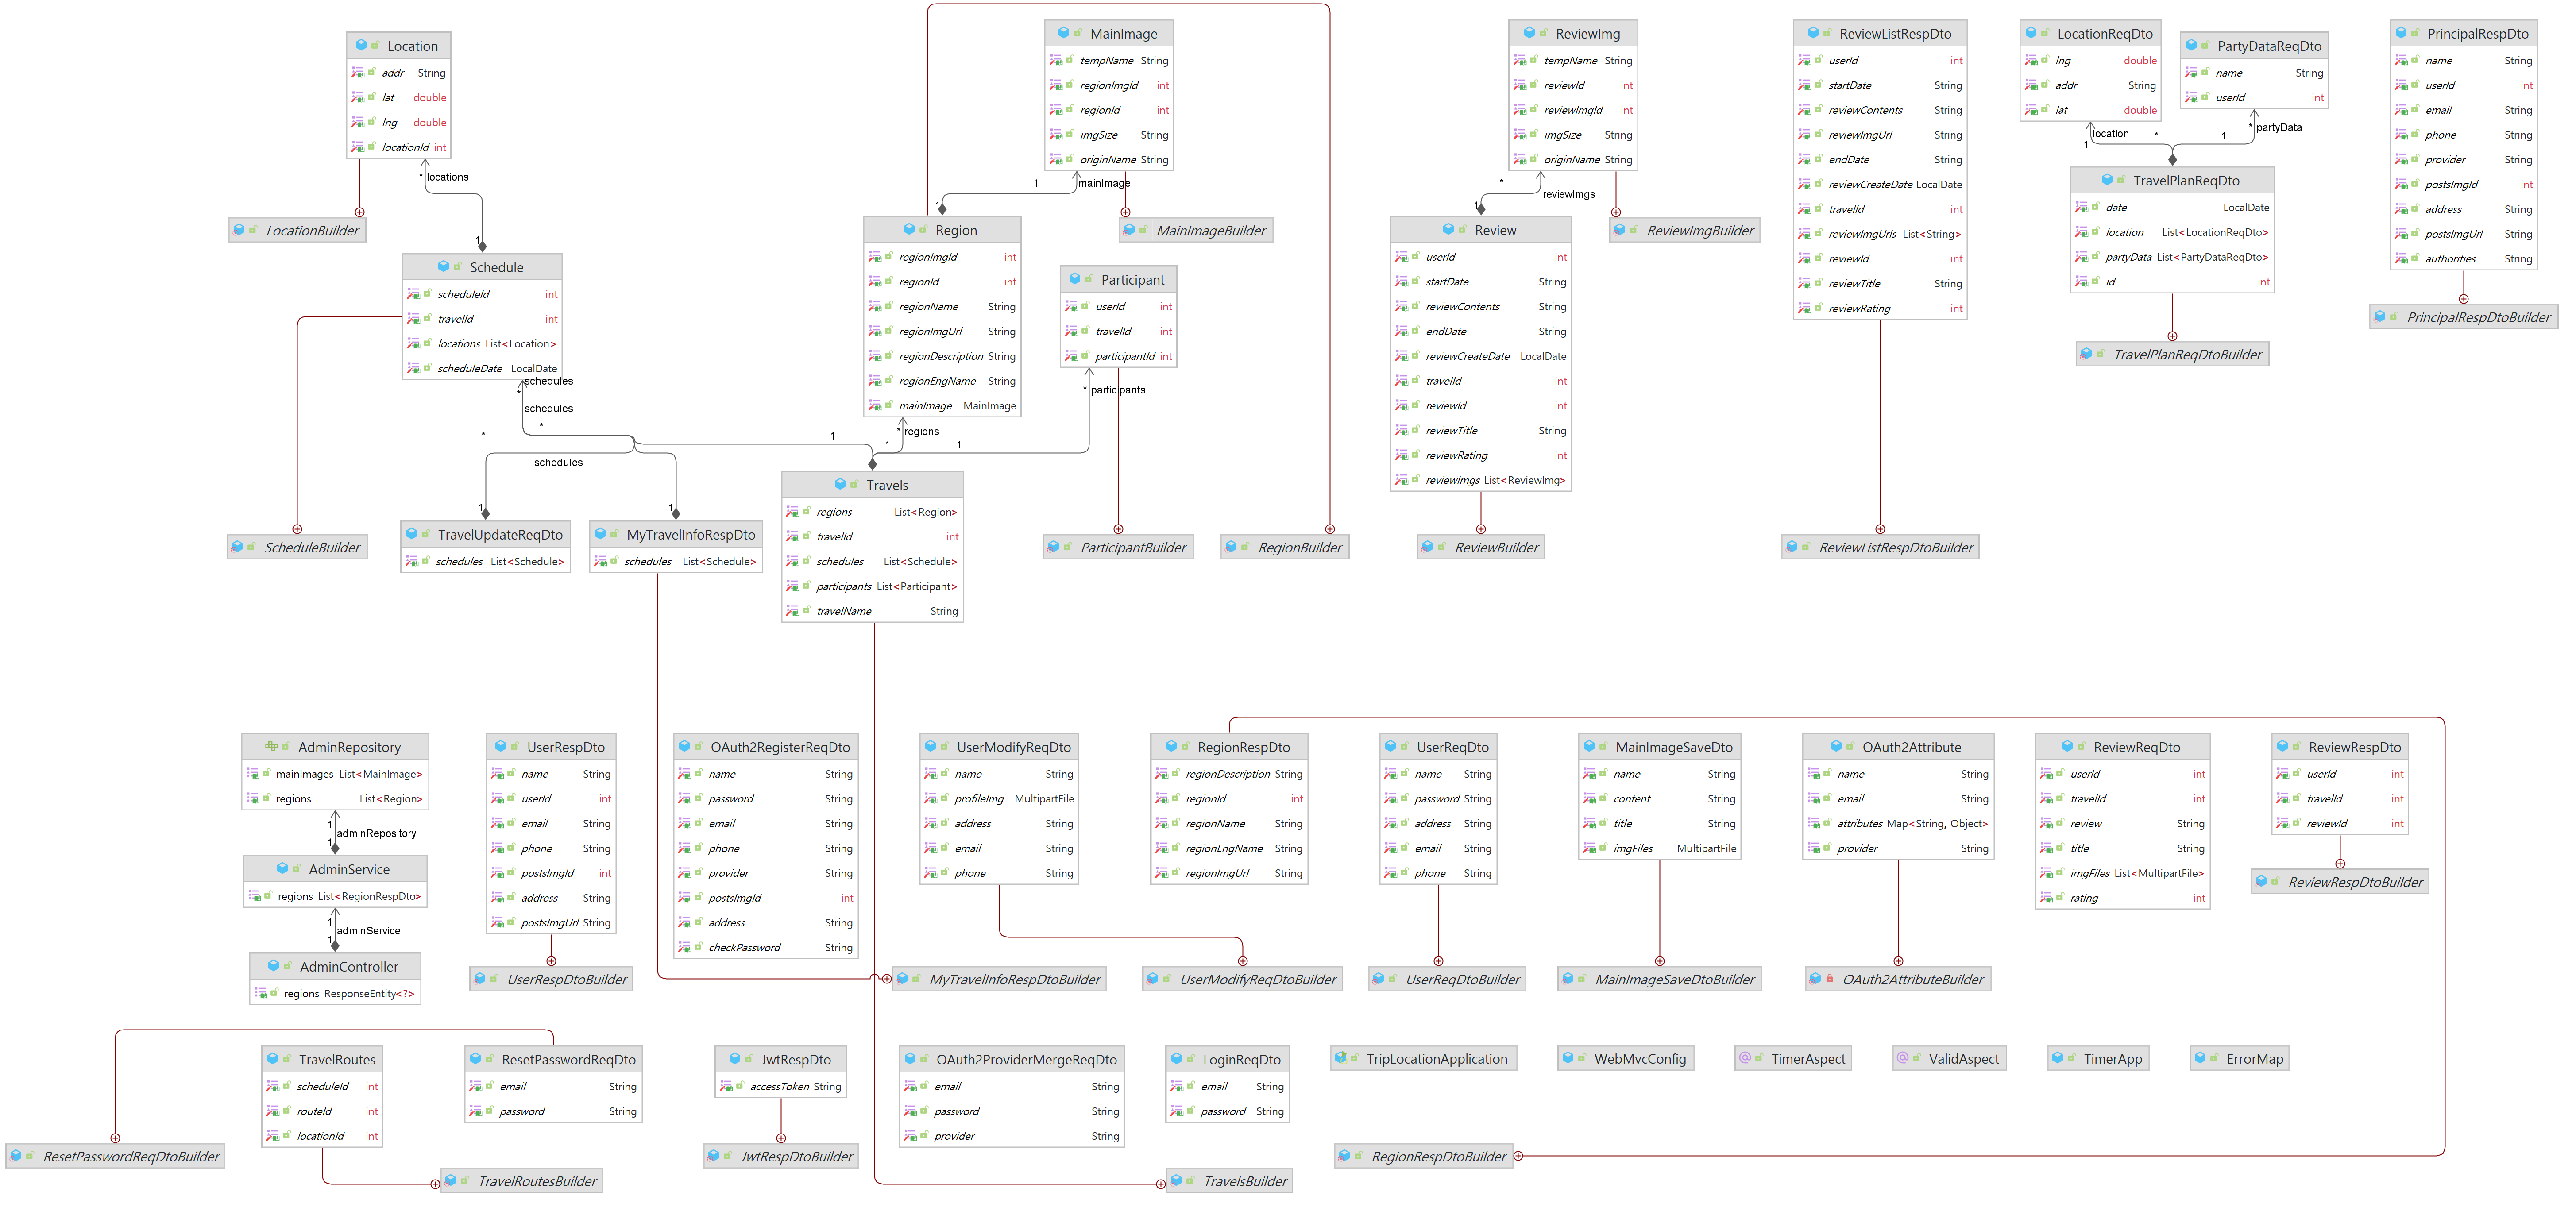 Location
addr String
lat double
lng double
locationId int
* locations
1
LocationBuilder
Schedule
scheduleId int
travelId int
locations List<Location>
scheduleDate LocalDate
schedules
*
schedules
*
*
schedules
1
1
ScheduleBuilder
TravelUpdateReqDto
schedules List<Schedule>
MyTravelInfoRespDto
schedules List<Schedule>
MainImage
tempName String
regionImgId int
regionId int
imgSize String
originName String
1
mainImage
1
MainImageBuilder
Region
regionImgId int
regionId int
regionName String
regionImgUrl String
regionDescription String
regionEngName String
mainImage MainImage
* regions
1
1
1
Participant
userId int
travelId int
participantId int
* participants
ParticipantBuilder
RegionBuilder
Travels
regions List<Region>
travelId int
schedules List<Schedule>
participants List<Participant>
travelName String
ReviewImg
tempName String
reviewId int
reviewImgId int
imgSize String
originName String
*
reviewImgs
1
ReviewImgBuilder
Review
userId int
startDate String
reviewContents String
endDate String
reviewCreateDate LocalDate
travelId int
reviewId int
reviewTitle String
reviewRating int
reviewImgs List<ReviewImg>
ReviewBuilder
ReviewListRespDto
userId int
startDate String
reviewContents String
reviewImgUrl String
endDate String
reviewCreateDate LocalDate
travelId int
reviewImgUrls List<String>
reviewId int
reviewTitle String
reviewRating int
ReviewListRespDtoBuilder
LocationReqDto
lng double
addr String
lat double
PartyDataReqDto
name String
userId int
location
*
1
* partyData
1
TravelPlanReqDto
date LocalDate
location List<LocationReqDto>
partyData List<PartyDataReqDto>
id int
TravelPlanReqDtoBuilder
PrincipalRespDto
name String
userId int
email String
phone String
provider String
postsImgId int
address String
postsImgUrl String
authorities String
PrincipalRespDtoBuilder
AdminRepository
mainImages List<MainImage>
regions List<Region>
1
adminRepository
1
AdminService
regions List<RegionRespDto>
1
adminService
1
AdminController
regions ResponseEntity<?>
UserRespDto
name String
userId int
email String
phone String
postsImgId int
address String
postsImgUrl String
UserRespDtoBuilder
OAuth2RegisterReqDto
name String
password String
email String
phone String
provider String
postsImgId int
address String
checkPassword String
MyTravelInfoRespDtoBuilder
UserModifyReqDto
name String
profileImg MultipartFile
address String
email String
phone String
UserModifyReqDtoBuilder
RegionRespDto
regionDescription String
regionId int
regionName String
regionEngName String
regionImgUrl String
UserReqDto
name String
password String
address String
email String
phone String
UserReqDtoBuilder
MainImageSaveDto
name String
content String
title String
imgFiles MultipartFile
MainImageSaveDtoBuilder
OAuth2Attribute
name String
email String
attributes Map<String, Object>
provider String
OAuth2AttributeBuilder
ReviewReqDto
userId int
travelId int
review String
title String
imgFiles List<MultipartFile>
rating int
ReviewRespDto
userId int
travelId int
reviewId int
ReviewRespDtoBuilder
TravelRoutes
scheduleId int
routeId int
locationId int
ResetPasswordReqDto
email String
password String
ResetPasswordReqDtoBuilder
TravelRoutesBuilder
JwtRespDto
accessToken String
JwtRespDtoBuilder
OAuth2ProviderMergeReqDto
email String
password String
provider String
LoginReqDto
email String
password String
TravelsBuilder
TripLocationApplication
WebMvcConfig
TimerAspect
ValidAspect
TimerApp
ErrorMap
RegionRespDtoBuilder